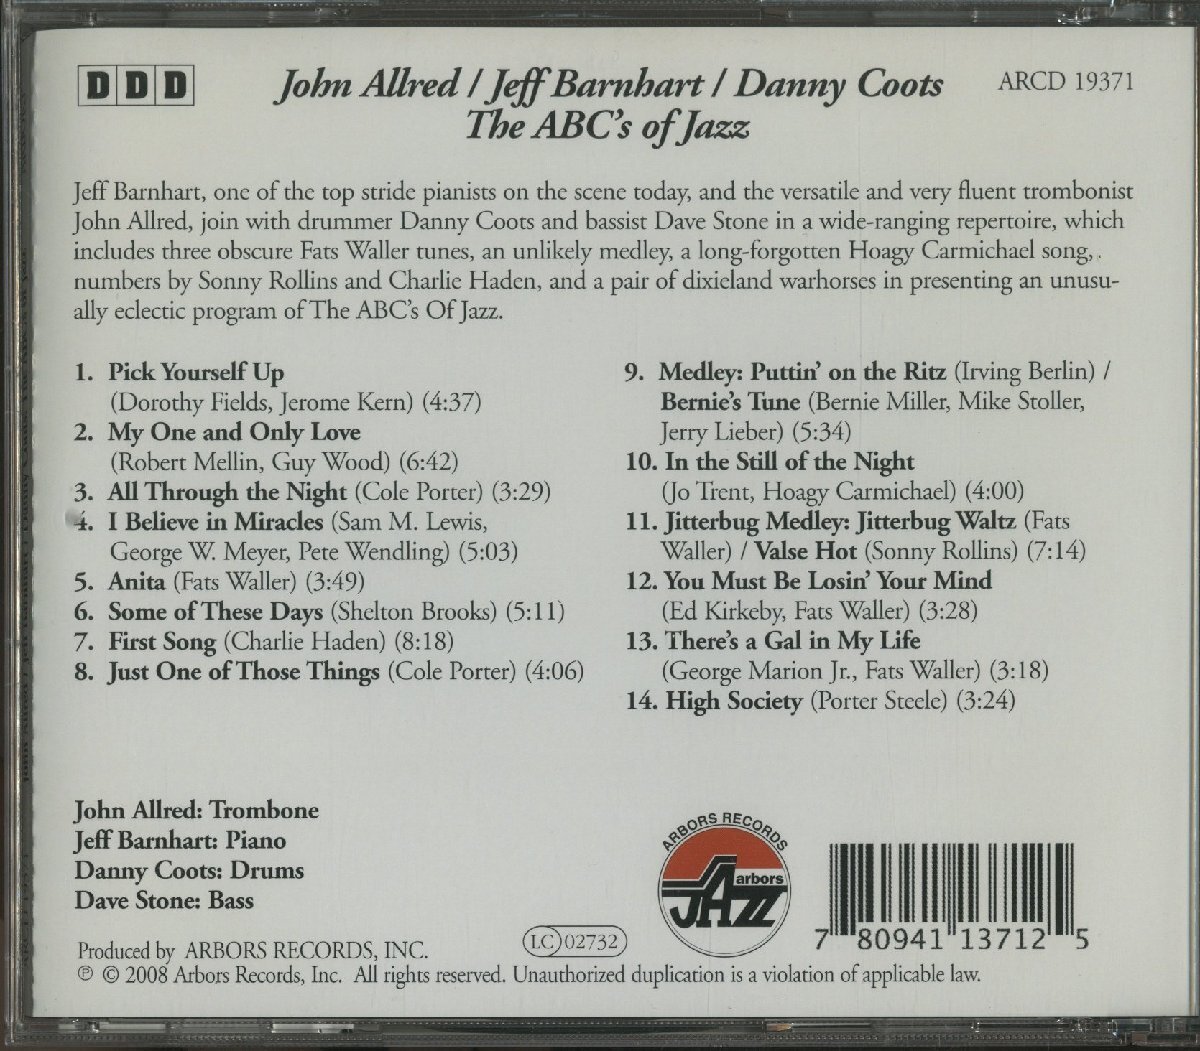 DDD
John Allred / Jeff Barnhart / Danny Coots
ARCD 19371
The ABC's of Jazz
Jeff Barnhart, one of the top stride pianists on the scene today, and the versatile and very fluent trombonist
John Allred, join with drummer Danny Coots and bassist Dave Stone in a wide-ranging repertoire, which
includes three obscure Fats Waller tunes, an unlikely medley, a long-forgotten Hoagy Carmichael song,
numbers by Sonny Rollins and Charlie Haden, and a pair of dixieland warhorses in presenting an unusu-
ally eclectic program of The ABC's Of Jazz.
1. Pick Yourself Up
(Dorothy Fields, Jerome Kern) (4:37)
2. My One and Only Love
(Robert Mellin, Guy Wood) (6:42)
3. All Through the Night (Cole Porter) (3:29)
4. I Believe in Miracles (Sam M. Lewis,
George W. Meyer, Pete Wendling) (5:03)
5. Anita (Fats Waller) (3:49)
6. Some of These Days (Shelton Brooks) (5:11)
7. First Song (Charlie Haden) (8:18)
8. Just One of Those Things (Cole Porter) (4:06)
9. Medley: Puttin' on the Ritz (Irving Berlin) /
Bernie's Tune (Bernie Miller, Mike Stoller,
Jerry Lieber) (5:34)
10. In the Still of the Night
(Jo Trent, Hoagy Carmichael) (4:00)
11. Jitterbug Medley: Jitterbug Waltz (Fats
Waller) / Valse Hot (Sonny Rollins) (7:14)
12. You Must Be Losin' Your Mind
(Ed Kirkeby, Fats Waller) (3:28)
13. There's a Gal in My Life
(George Marion Jr., Fats Waller) (3:18)
14. High Society (Porter Steele) (3:24)
John Allred: Trombone
Jeff Barnhart: Piano
Danny Coots: Drums
Dave Stone: Bass
ARBORS RECORDS
arbors
JAZZ
7 80941 13712 5
Produced by ARBORS RECORDS, INC.
LC 02732
℗ © 2008 Arbors Records, Inc. All rights reserved. Unauthorized duplication is a violation of applicable law.